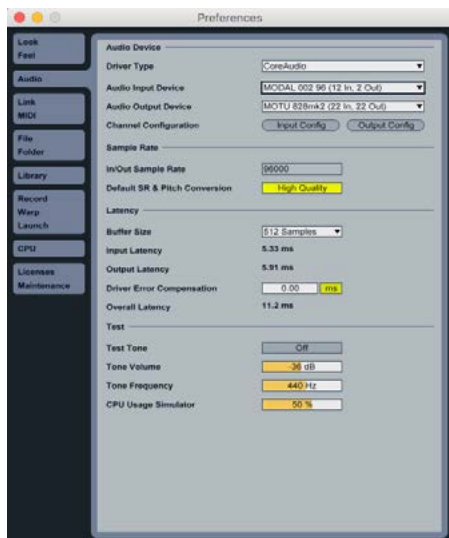 Preferences
Look
Feel
Audio
Link
MIDI
File
Folder
Library
Record
Warp
Launch
CPU
Licenses
Maintenance
Audio Device
Driver Type CoreAudio
Audio Input Device MODAL 002 96 (12 In, 2 Out)
Audio Output Device MOTU 828mk2 (22 In, 22 Out)
Channel Configuration Input Config Output Config
Sample Rate
In/Out Sample Rate 96000
Default SR & Pitch Conversion High Quality
Latency
Buffer Size 512 Samples
Input Latency 5.33 ms
Output Latency 5.91 ms
Driver Error Compensation 0.00 ms
Overall Latency 11.2 ms
Test
Test Tone Off
Tone Volume -36 dB
Tone Frequency 440 Hz
CPU Usage Simulator 50 %